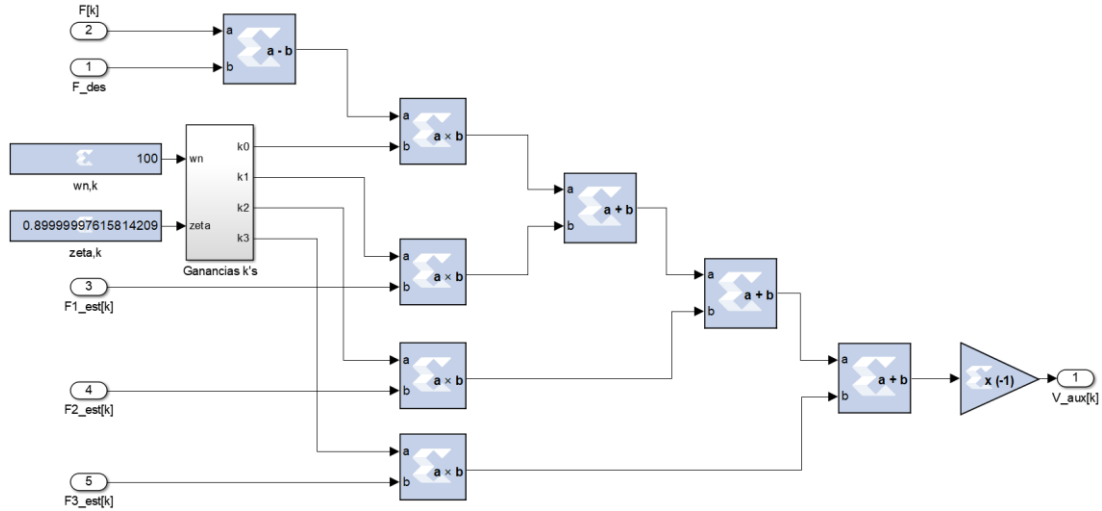 F[k]
2
a
b
a - b
1
F_des
a
b
a × b
100
wn,k
wn
zeta
k0
k1
k2
k3
Ganancias k's
0.89999997615814209
zeta,k
a
b
a + b
3
F1_est[k]
a
b
a × b
a
b
a + b
4
F2_est[k]
a
b
a × b
a
b
a + b
x (-1)
1
V_aux[k]
5
F3_est[k]
a
b
a × b